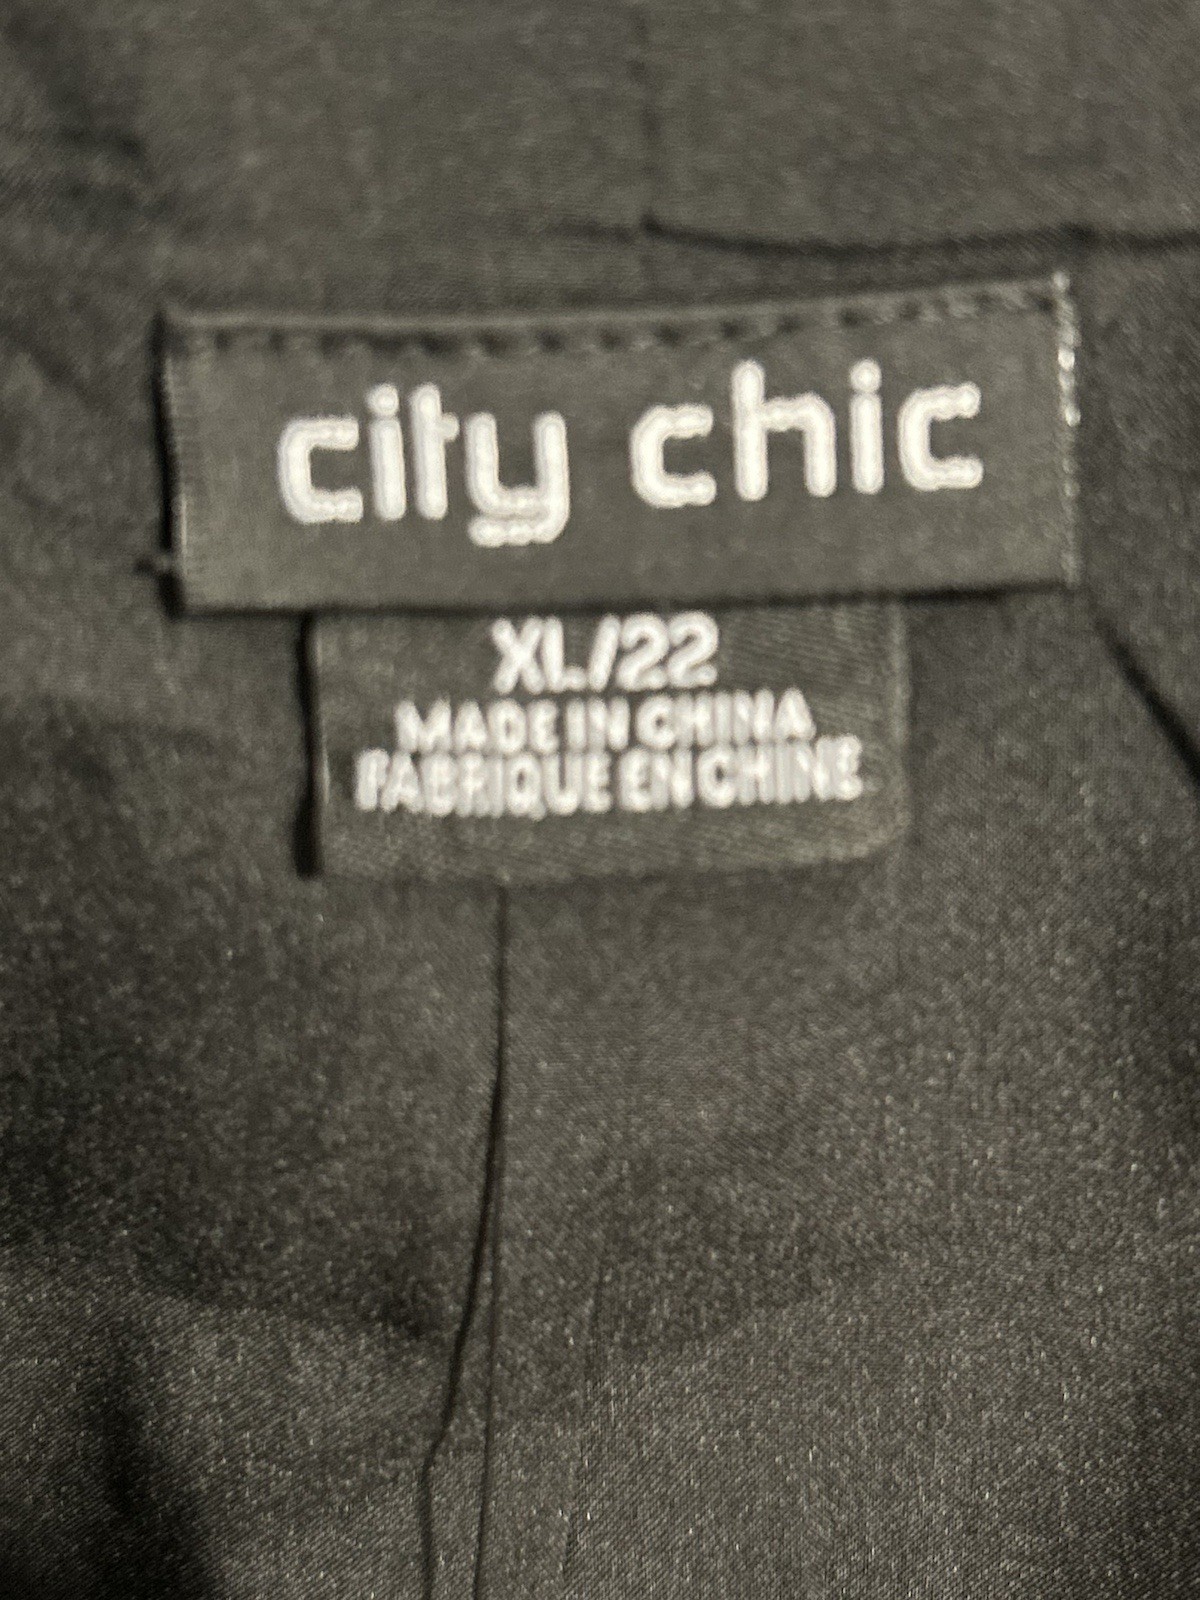 city chic
XL/22
MADE IN CHINA
FABRIQUE EN CHINE